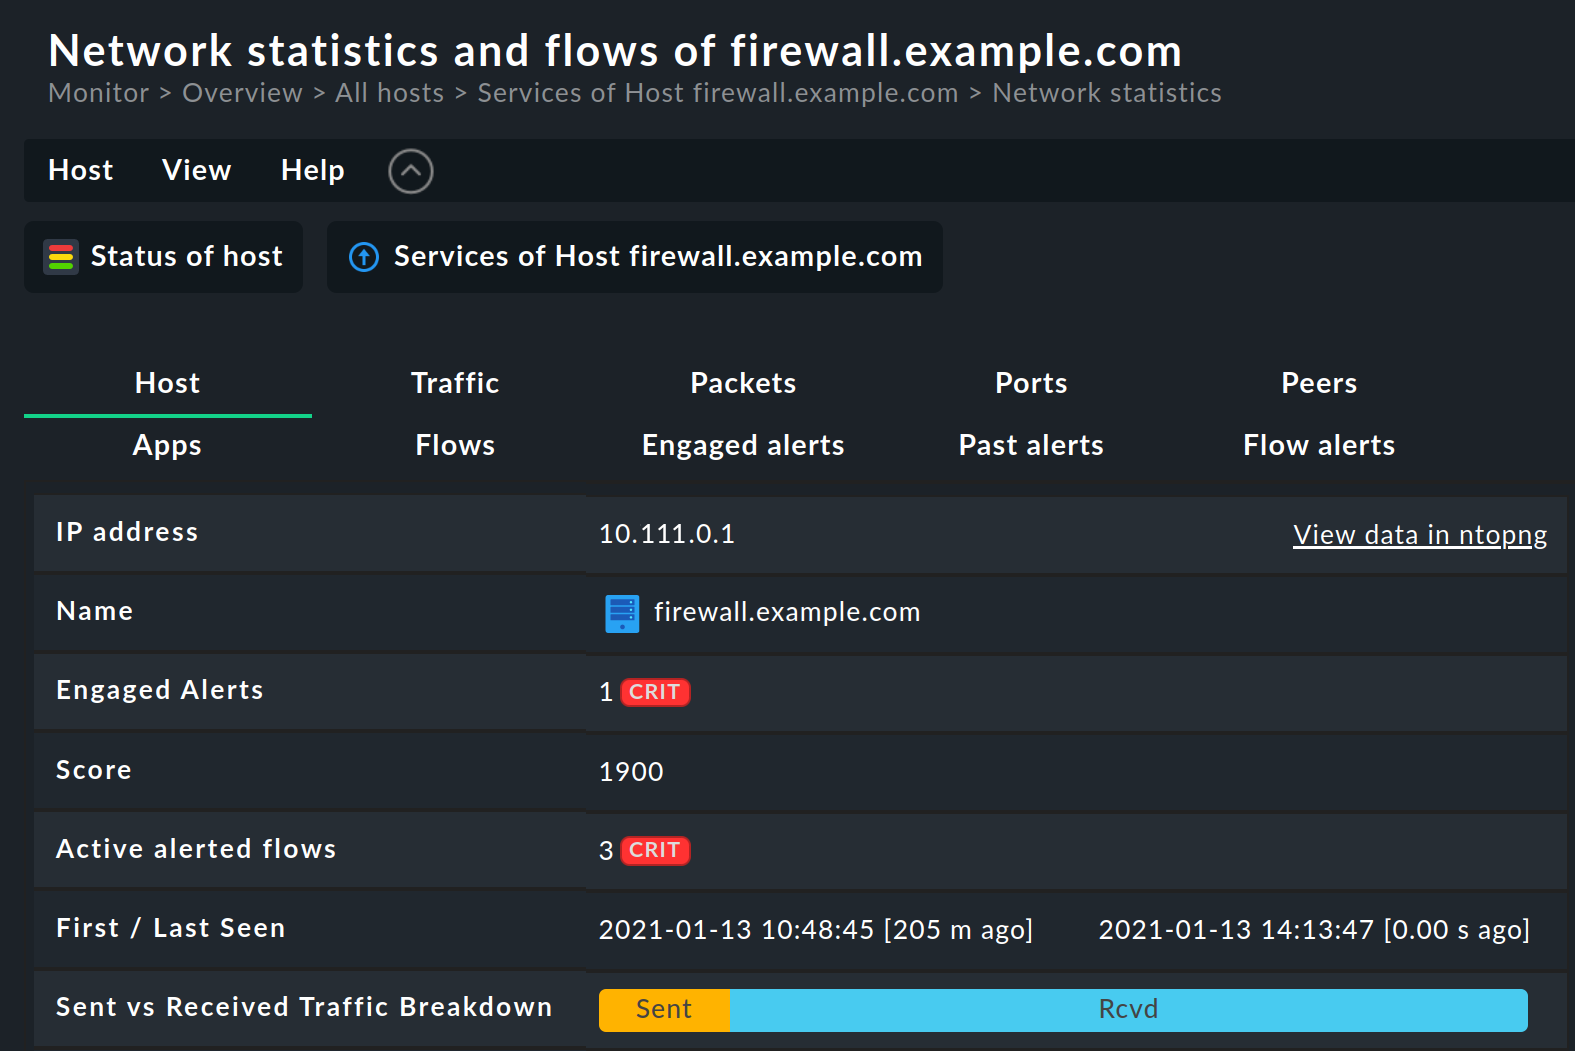 Network statistics and flows of firewall.example.com
Monitor > Overview > All hosts > Services of Host firewall.example.com > Network statistics
Host View Help
Status of host Services of Host firewall.example.com
Host Traffic Packets Ports Peers
Apps Flows Engaged alerts Past alerts Flow alerts
IP address 10.111.0.1 View data in ntopng
Name firewall.example.com
Engaged Alerts 1 CRIT
Score 1900
Active alerted flows 3 CRIT
First / Last Seen 2021-01-13 10:48:45 [205 m ago] 2021-01-13 14:13:47 [0.00 s ago]
Sent vs Received Traffic Breakdown Sent Rcvd